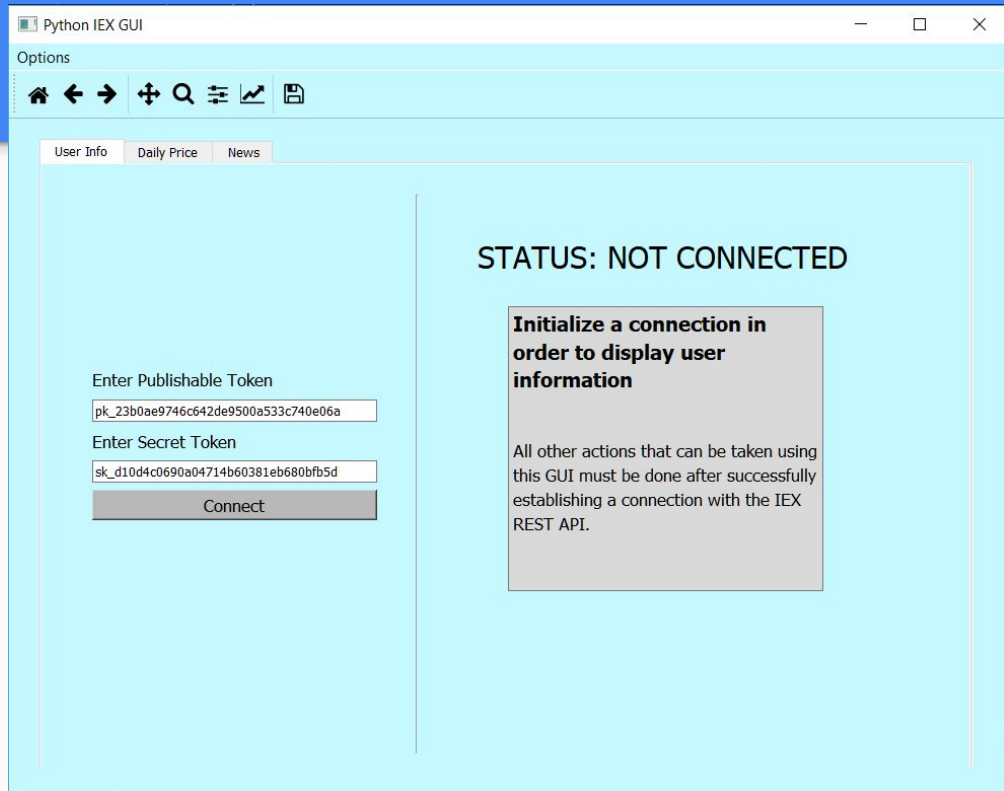 Python IEX GUI
Options
User Info Daily Price News
STATUS: NOT CONNECTED
Initialize a connection in
order to display user
information
All other actions that can be taken using
this GUI must be done after successfully
establishing a connection with the IEX
REST API.
Enter Publishable Token
pk_23b0ae9746c642de9500a533c740e06a
Enter Secret Token
sk_d10d4c0690a04714b60381eb680bfb5d
Connect